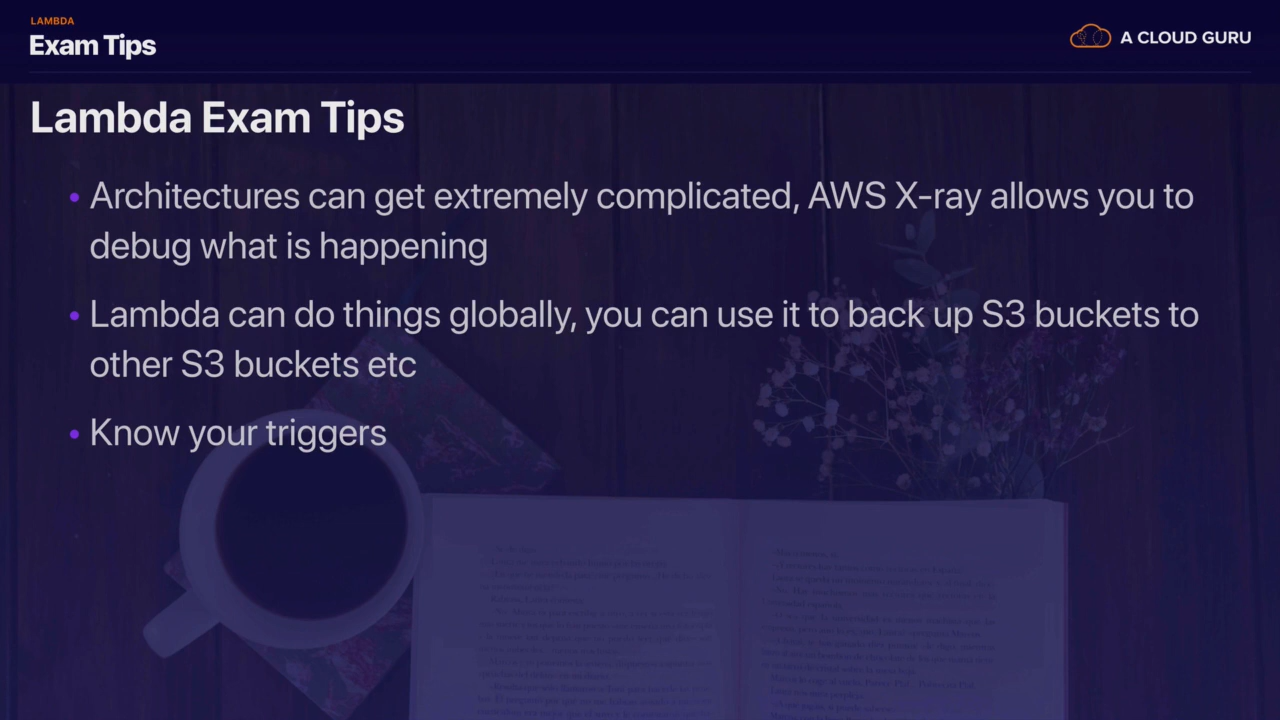 LAMBDA
Exam Tips
A CLOUD GURU
Lambda Exam Tips
• Architectures can get extremely complicated, AWS X-ray allows you to
debug what is happening
• Lambda can do things globally, you can use it to back up S3 buckets to
other S3 buckets etc
• Know your triggers